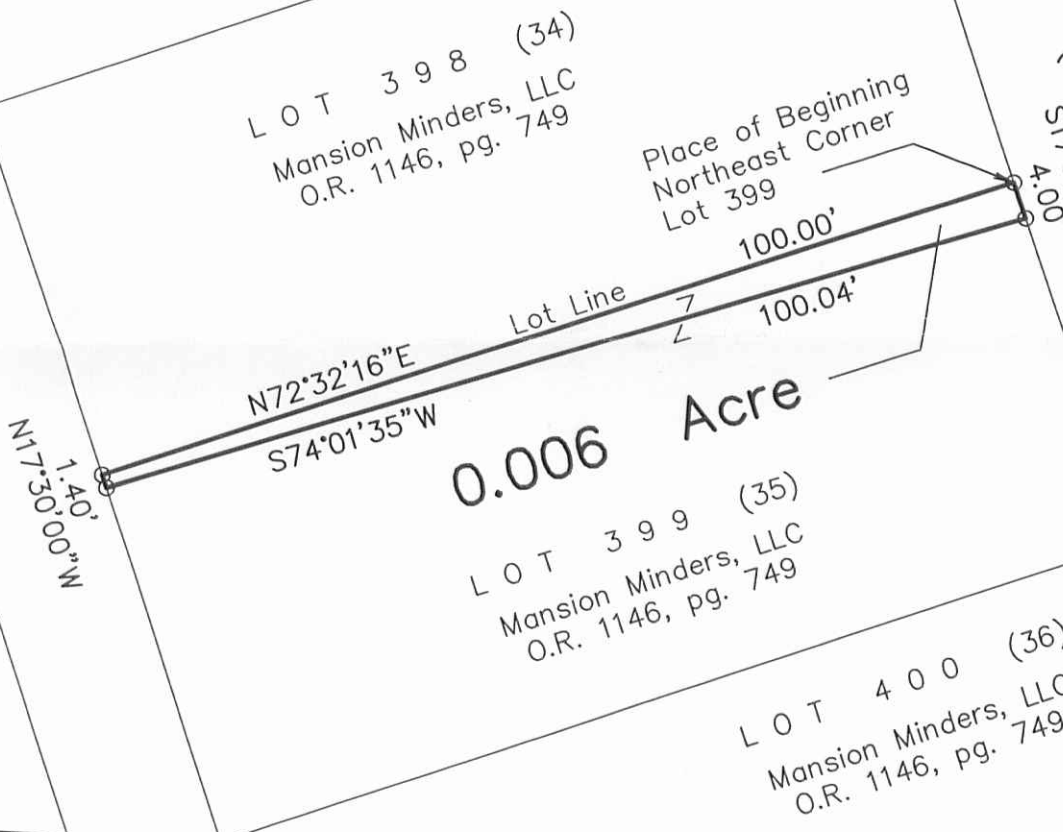 LOT 398 (34)
Mansion Minders, LLC
O.R. 1146, pg. 749
Place of Beginning
Northeast Corner
Lot 399
4.00
100.00'
Lot Line
N72°32'16"E
100.04'
S74°01'35"W
1.40'
N17°30'00"W
0.006 Acre
LOT 399 (35)
Mansion Minders, LLC
O.R. 1146, pg. 749
LOT 400 (36)
Mansion Minders, LLC
O.R. 1146, pg. 749